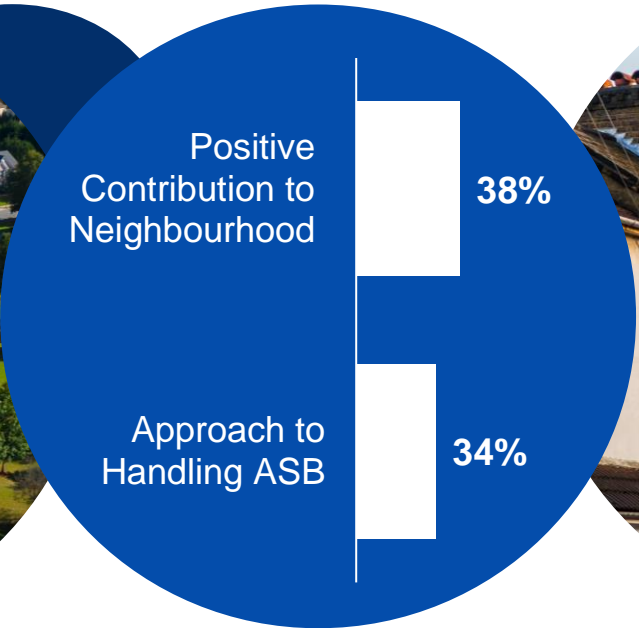 Positive
Contribution to
Neighbourhood
38%
Approach to
Handling ASB
34%